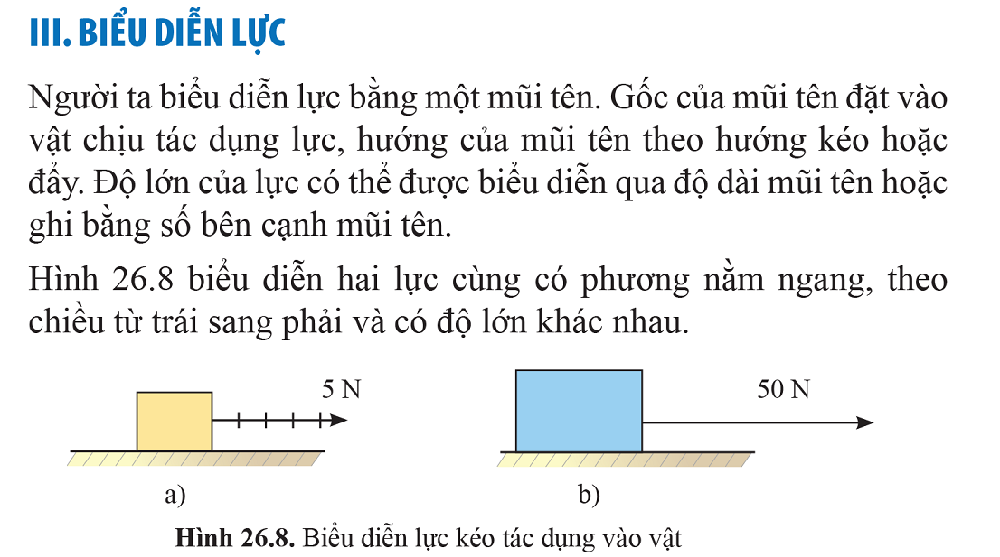 III. BIỂU DIỄN LỰC
Người ta biểu diễn lực bằng một mũi tên. Gốc của mũi tên đặt vào
vật chịu tác dụng lực, hướng của mũi tên theo hướng kéo hoặc
đẩy. Độ lớn của lực có thể được biểu diễn qua độ dài mũi tên hoặc
ghi bằng số bên cạnh mũi tên.
Hình 26.8 biểu diễn hai lực cùng có phương nằm ngang, theo
chiều từ trái sang phải và có độ lớn khác nhau.
5 N
50 N
a)
b)
Hình 26.8. Biểu diễn lực kéo tác dụng vào vật